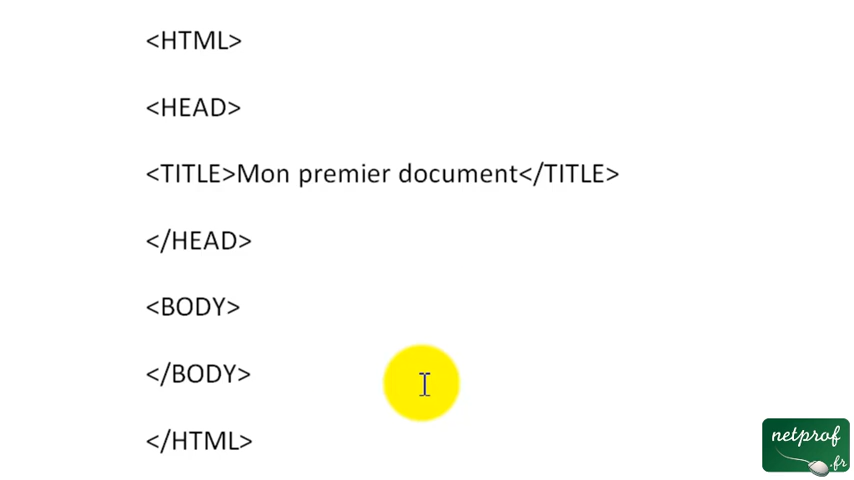 <HTML>
<HEAD>
<TITLE>Mon premier document</TITLE>
</HEAD>
<BODY>
</BODY>
</HTML>
netprof
.fr